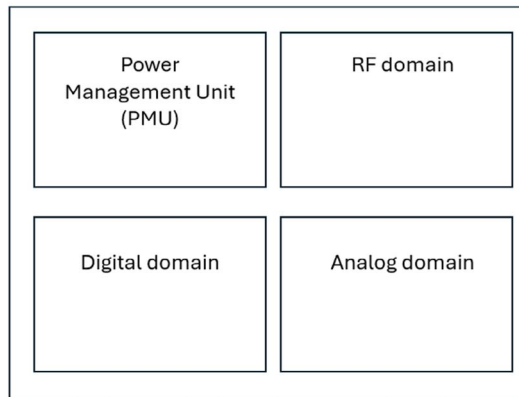 Power
Management Unit
(PMU)
RF domain
Digital domain
Analog domain